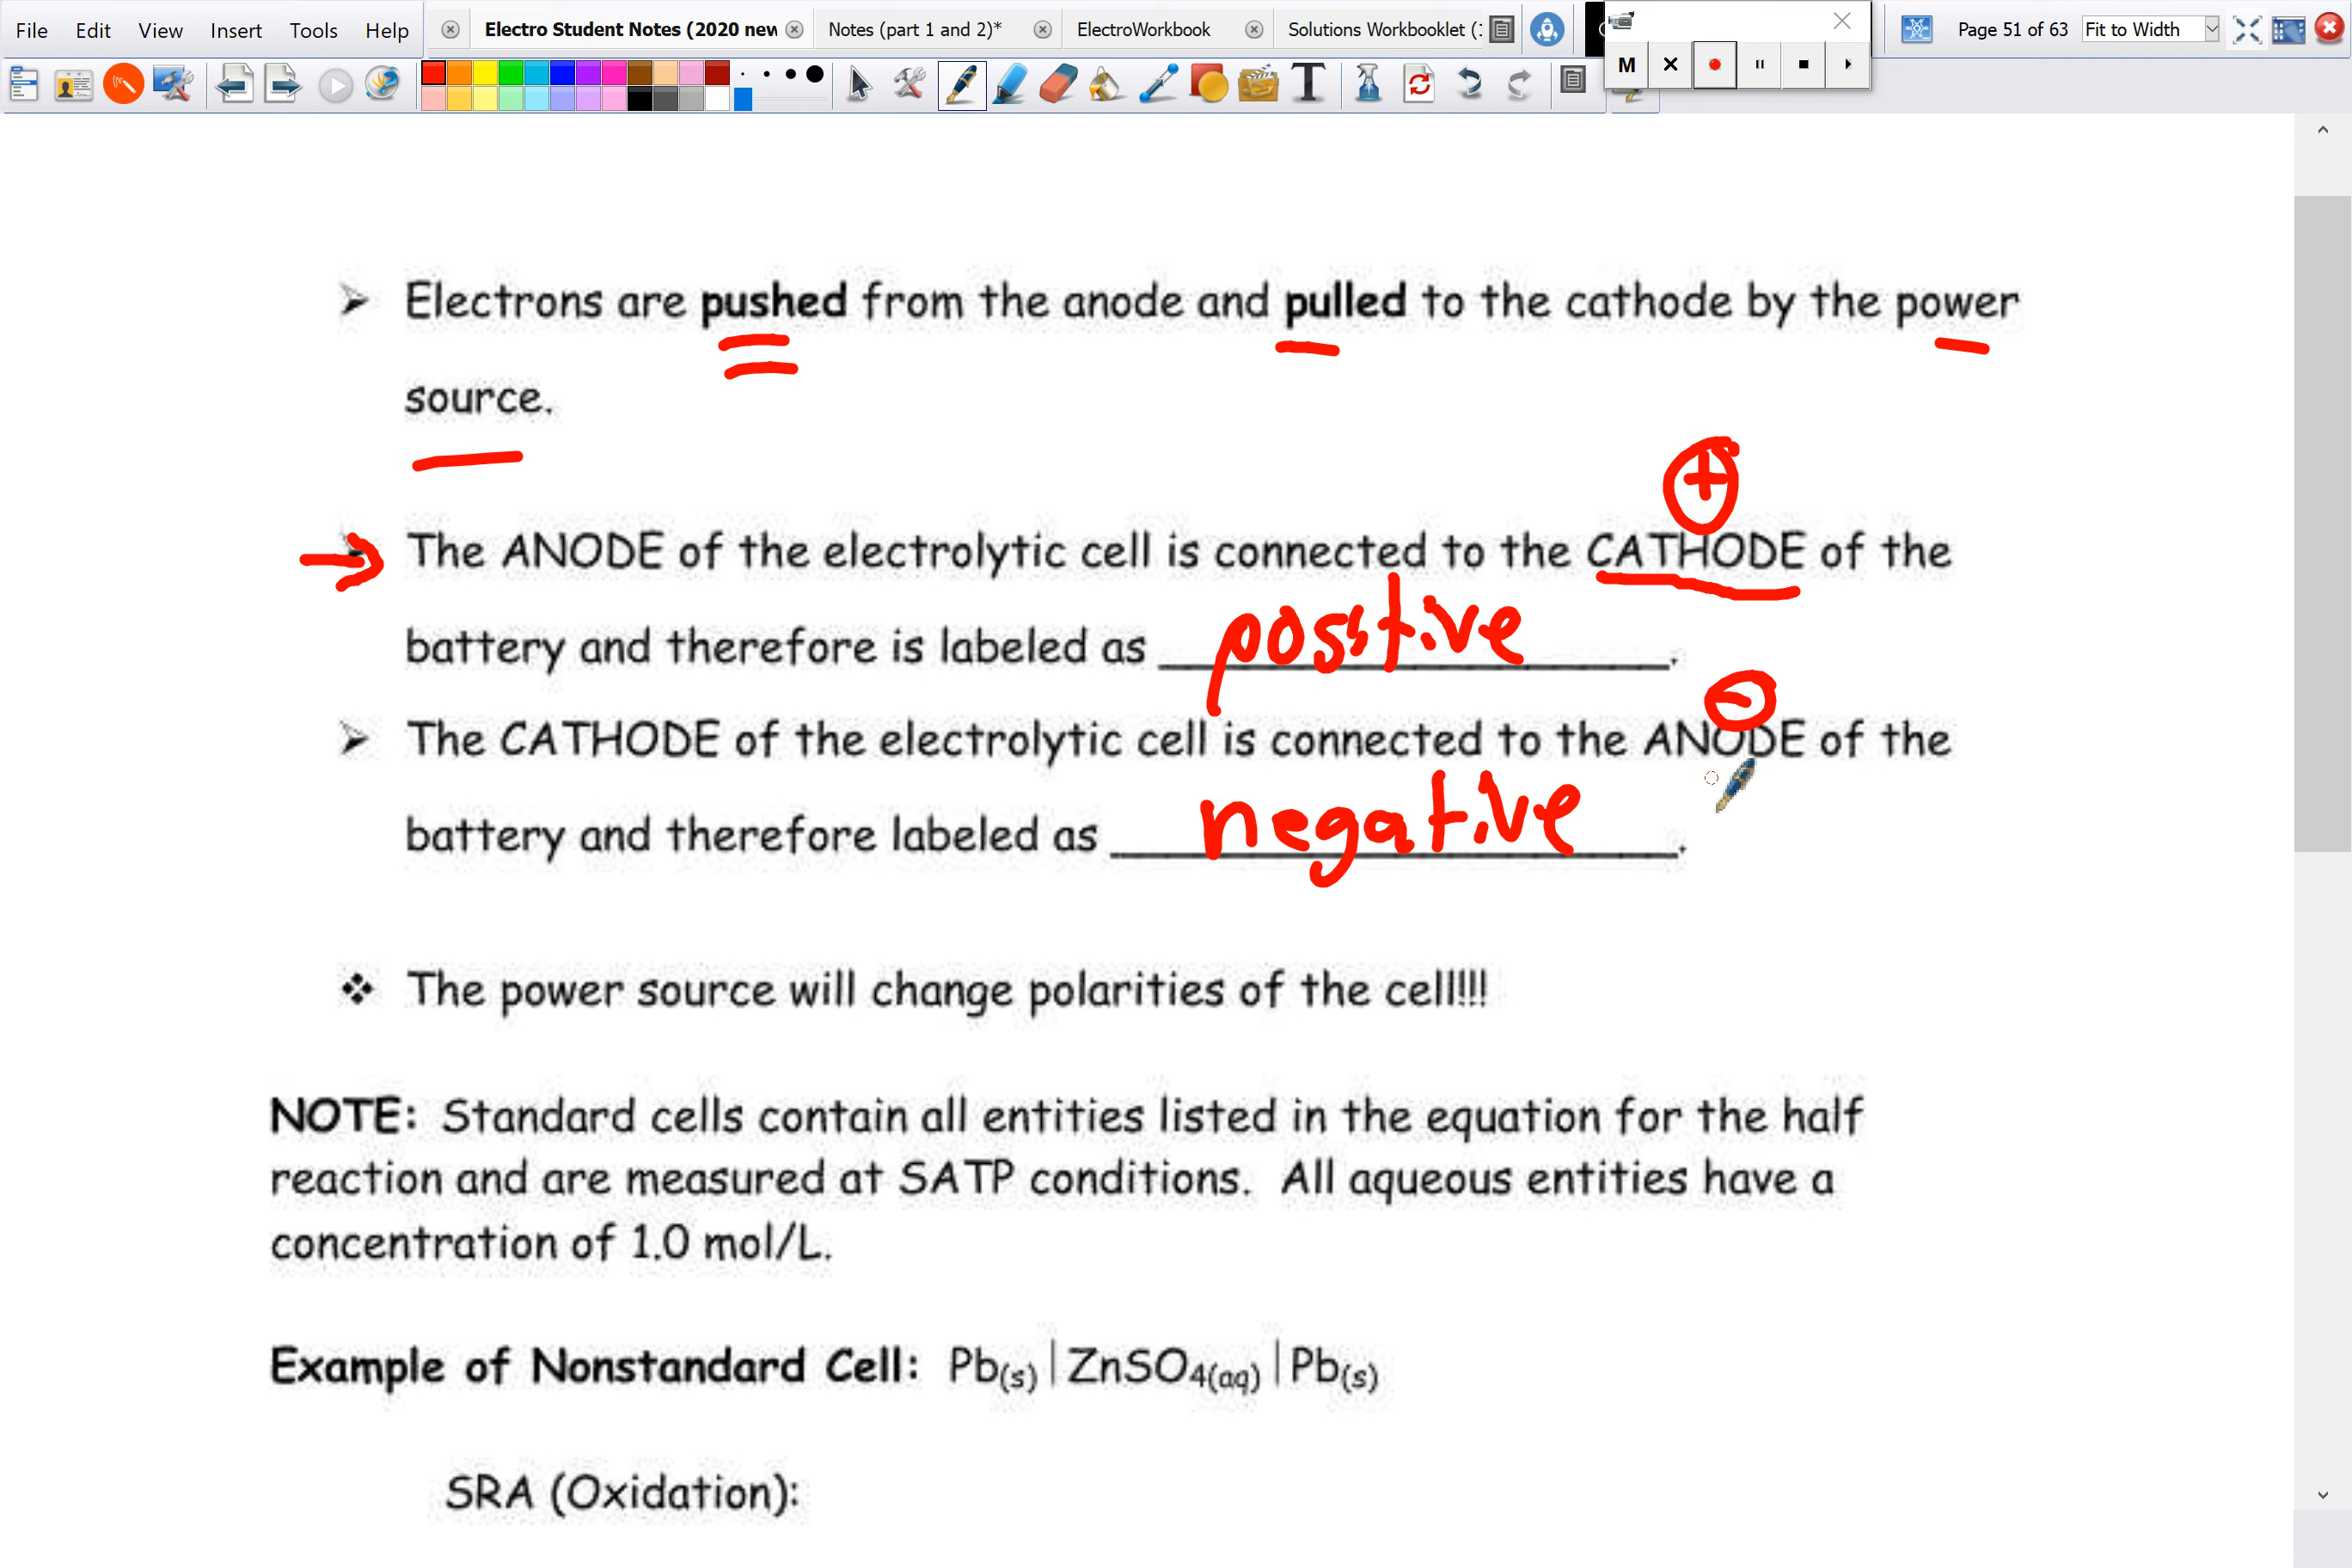 File Edit View Insert Tools Help Electro Student Notes (2020 new Notes (part 1 and 2)* ElectroWorkbook Solutions Workbooklet (1 Page 51 of 63 Fit to Width
M
T
Electrons are pushed from the anode and pulled to the cathode by the power
source.
+
The ANODE of the electrolytic cell is connected to the CATHODE of the
battery and therefore is labeled as positive.
−
The CATHODE of the electrolytic cell is connected to the ANODE of the
battery and therefore labeled as negative.
The power source will change polarities of the cell!!!
NOTE: Standard cells contain all entities listed in the equation for the half
reaction and are measured at SATP conditions. All aqueous entities have a
concentration of 1.0 mol/L.
Example of Nonstandard Cell: Pb(s)|ZnSO4(aq)|Pb(s)
SRA (Oxidation):